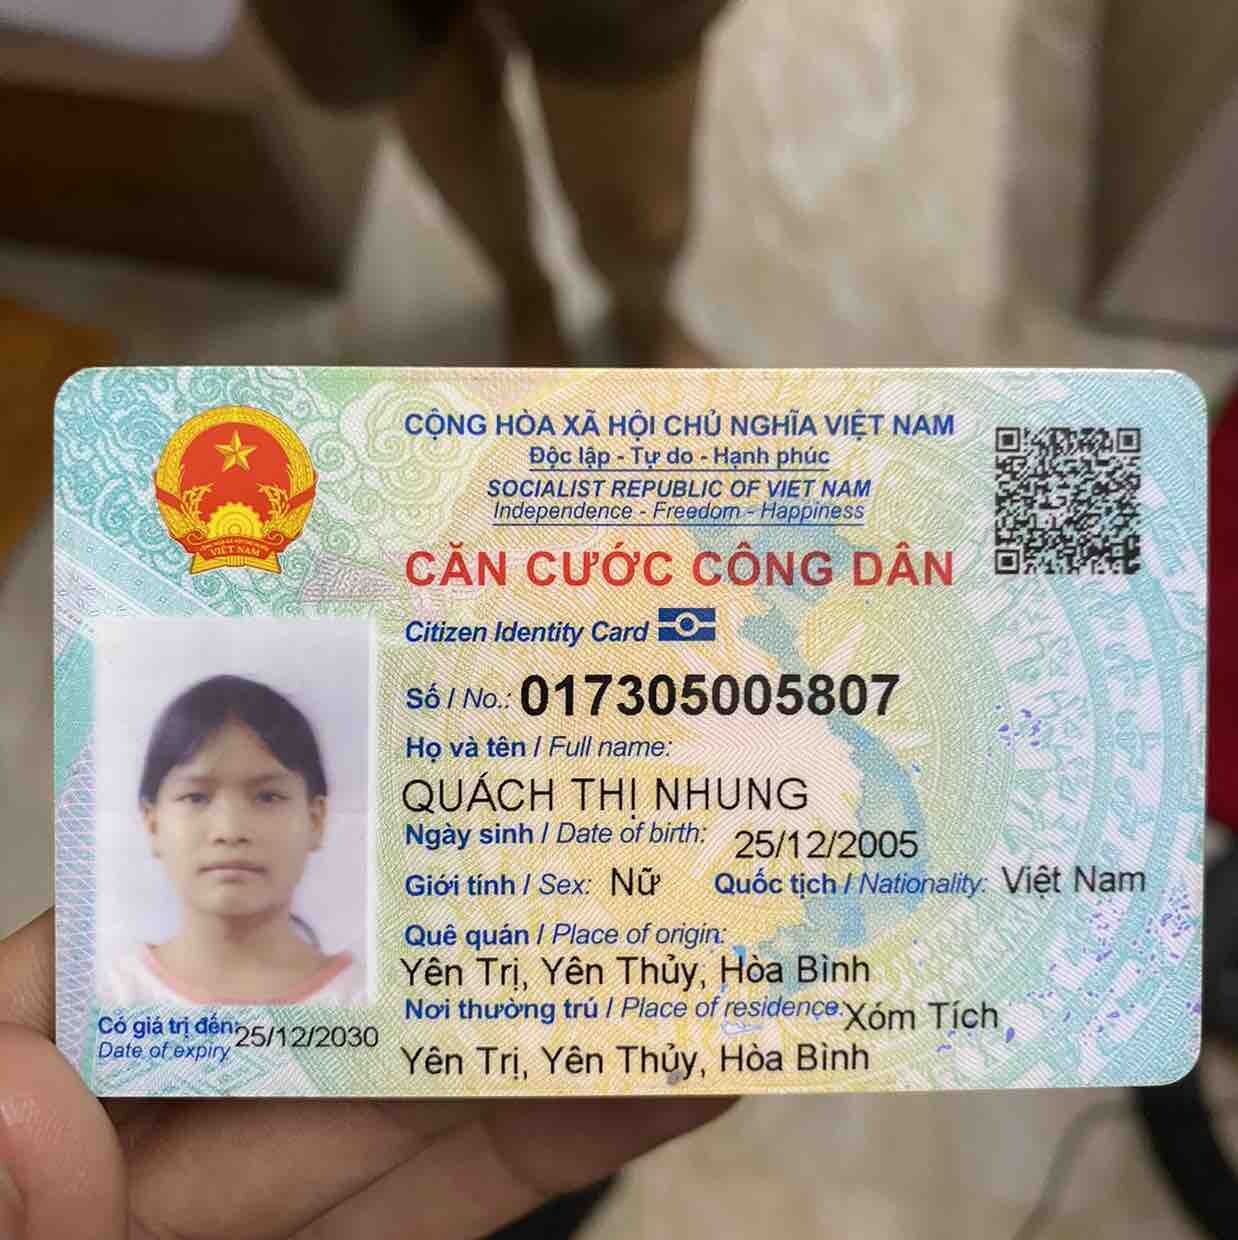 CỘNG HÒA XÃ HỘI CHỦ NGHĨA VIỆT NAM
Độc lập - Tự do - Hạnh phúc
SOCIALIST REPUBLIC OF VIET NAM
Independence - Freedom - Happiness
CĂN CƯỚC CÔNG DÂN
Citizen Identity Card
VIỆT NAM
Số / No.: 017305005807
Họ và tên / Full name:
QUÁCH THỊ NHUNG
Ngày sinh / Date of birth: 25/12/2005
Giới tính / Sex: Nữ Quốc tịch / Nationality: Việt Nam
Quê quán / Place of origin:
Yên Trị, Yên Thủy, Hòa Bình
Nơi thường trú / Place of residence: Xóm Tích
Yên Trị, Yên Thủy, Hòa Bình
Có giá trị đến: 25/12/2030
Date of expiry